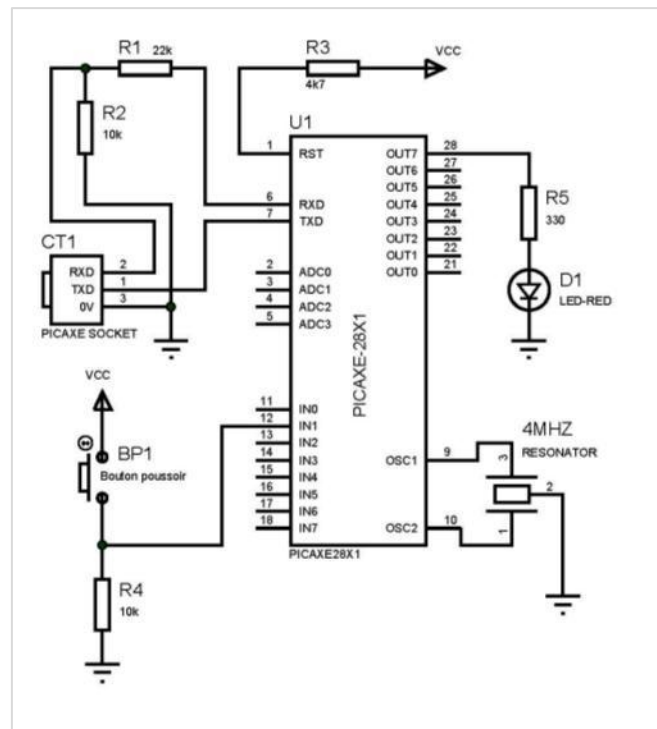 R1 22k
R2
10k
R3
4k7
VCC
U1
1 RST
6 RXD
7 TXD
2 ADC0
3 ADC1
4 ADC2
5 ADC3
11 IN0
12 IN1
13 IN2
14 IN3
15 IN4
16 IN5
17 IN6
18 IN7
OUT7 28
OUT6 27
OUT5 26
OUT4 25
OUT3 24
OUT2 23
OUT1 22
OUT0 21
OSC1 9
OSC2 10
PICAXE-28X1
PICAXE28X1
CT1
RXD 2
TXD 1
0V 3
PICAXE SOCKET
VCC
BP1
Bouton poussoir
R4
10k
R5
330
D1
LED-RED
4MHZ
RESONATOR
3
2
1